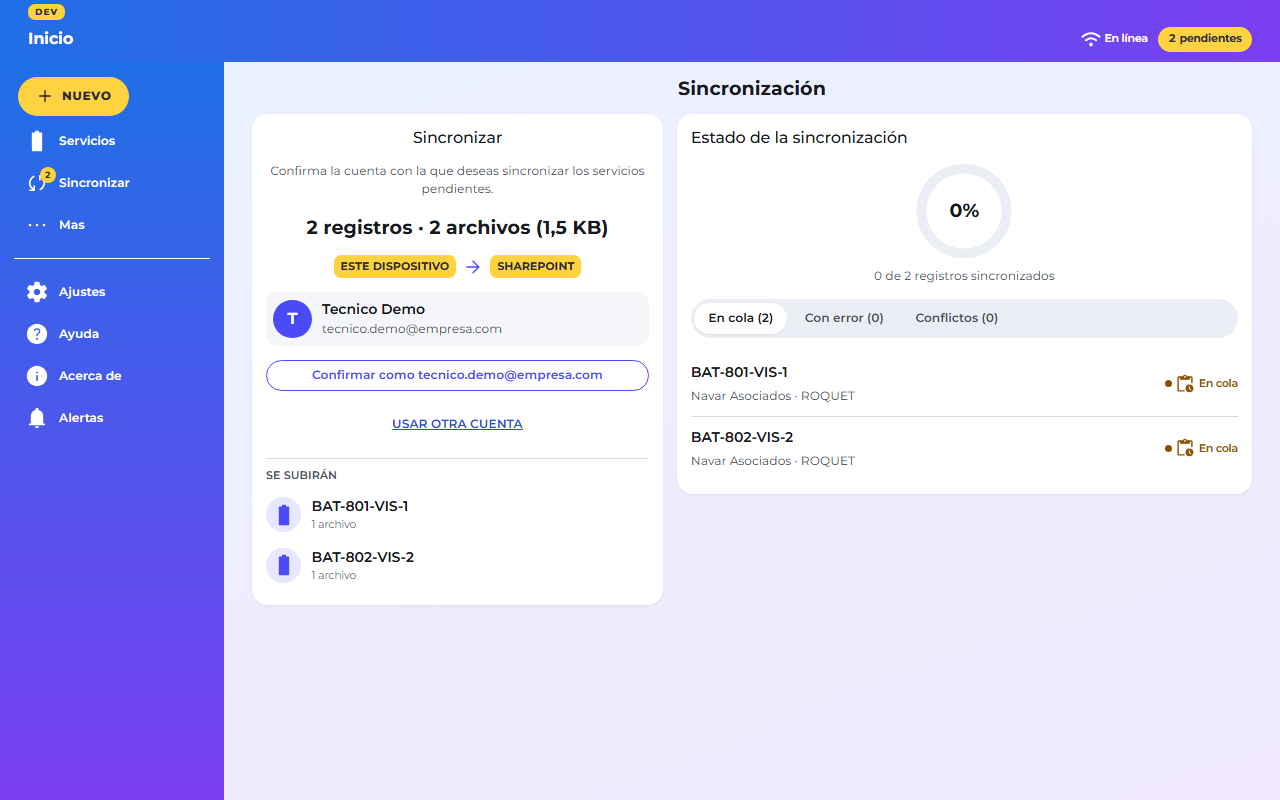 DEV
Inicio
En línea
2 pendientes
NUEVO
Servicios
2
Sincronizar
Mas
Ajustes
Ayuda
Acerca de
Alertas
Sincronización
Sincronizar
Confirma la cuenta con la que deseas sincronizar los servicios
pendientes.
2 registros · 2 archivos (1,5 KB)
ESTE DISPOSITIVO → SHAREPOINT
T
Tecnico Demo
tecnico.demo@empresa.com
Confirmar como tecnico.demo@empresa.com
USAR OTRA CUENTA
SE SUBIRÁN
BAT-801-VIS-1
1 archivo
BAT-802-VIS-2
1 archivo
Estado de la sincronización
0%
0 de 2 registros sincronizados
En cola (2) Con error (0) Conflictos (0)
BAT-801-VIS-1
Navar Asociados · ROQUET
En cola
BAT-802-VIS-2
Navar Asociados · ROQUET
En cola